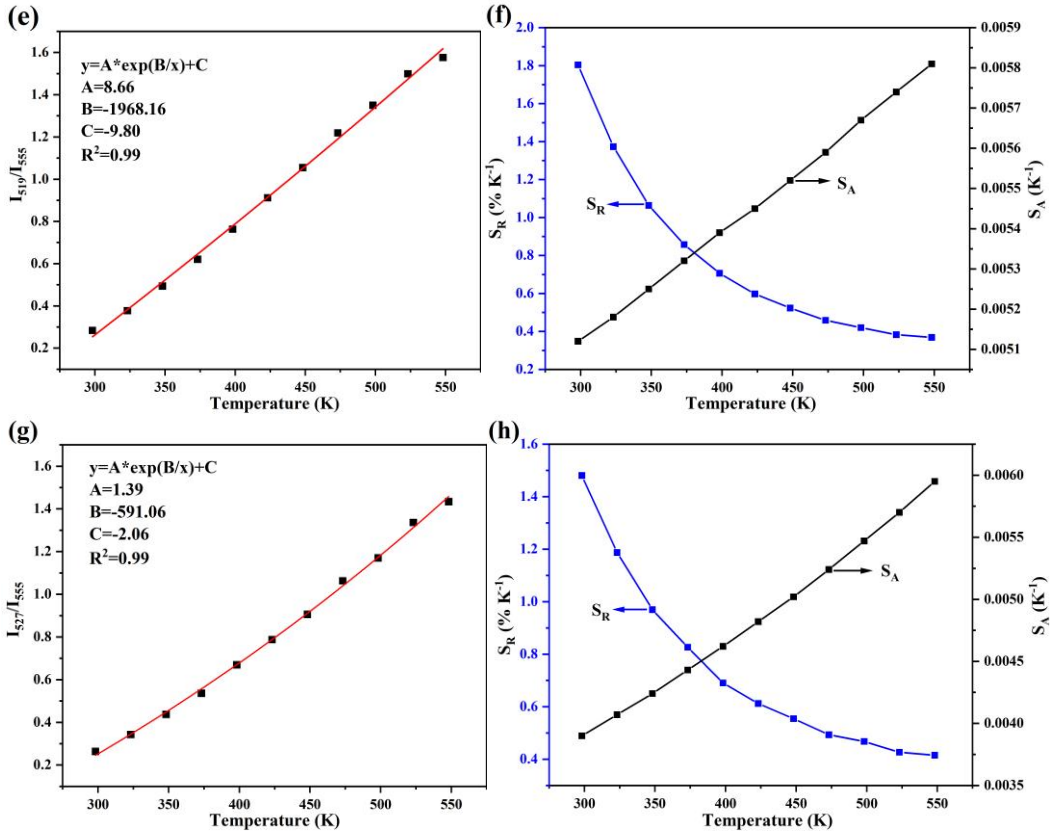 (e)
1.6
1.4
1.2
1.0
0.8
0.6
0.4
0.2
I519/I555
y=A*exp(B/x)+C
A=8.66
B=-1968.16
C=-9.80
R²=0.99
300 350 400 450 500 550
Temperature (K)
(f)
2.0
1.8
1.6
1.4
1.2
1.0
0.8
0.6
0.4
0.2
SR (% K⁻¹)
SR
SA
0.0059
0.0058
0.0057
0.0056
0.0055
0.0054
0.0053
0.0052
0.0051
SA (K⁻¹)
300 350 400 450 500 550
Temperature (K)
(g)
1.6
1.4
1.2
1.0
0.8
0.6
0.4
0.2
I527/I555
y=A*exp(B/x)+C
A=1.39
B=-591.06
C=-2.06
R²=0.99
300 350 400 450 500 550
Temperature (K)
(h)
1.6
1.4
1.2
1.0
0.8
0.6
0.4
SR (% K⁻¹)
SR
SA
0.0060
0.0055
0.0050
0.0045
0.0040
0.0035
SA (K⁻¹)
300 350 400 450 500 550
Temperature (K)